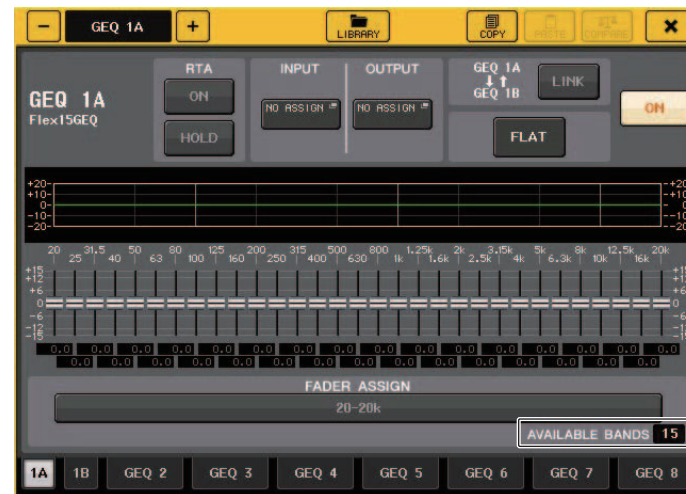 − GEQ 1A + LIBRARY COPY PASTE COMPARE ×
GEQ 1A
Flex15GEQ
RTA
ON
HOLD
INPUT
NO ASSIGN
OUTPUT
NO ASSIGN
GEQ 1A
GEQ 1B
LINK
FLAT
ON
+20 +20
+10 +10
0 0
-10 -10
-20 -20
20 31.5 50 80 125 200 315 500 800 1.25k 2k 3.15k 5k 8k 12.5k 20k
25 40 63 100 160 250 400 630 1k 1.6k 2.5k 4k 6.3k 10k 16k
+15 +15
+12 +12
+6 +6
0 0
-6 -6
-12 -12
-15 -15
0.0 0.0 0.0 0.0 0.0 0.0 0.0 0.0 0.0 0.0 0.0 0.0 0.0 0.0 0.0 0.0
0.0 0.0 0.0 0.0 0.0 0.0 0.0 0.0 0.0 0.0 0.0 0.0 0.0 0.0 0.0
FADER ASSIGN
20-20k
AVAILABLE BANDS 15
1A 1B GEQ 2 GEQ 3 GEQ 4 GEQ 5 GEQ 6 GEQ 7 GEQ 8